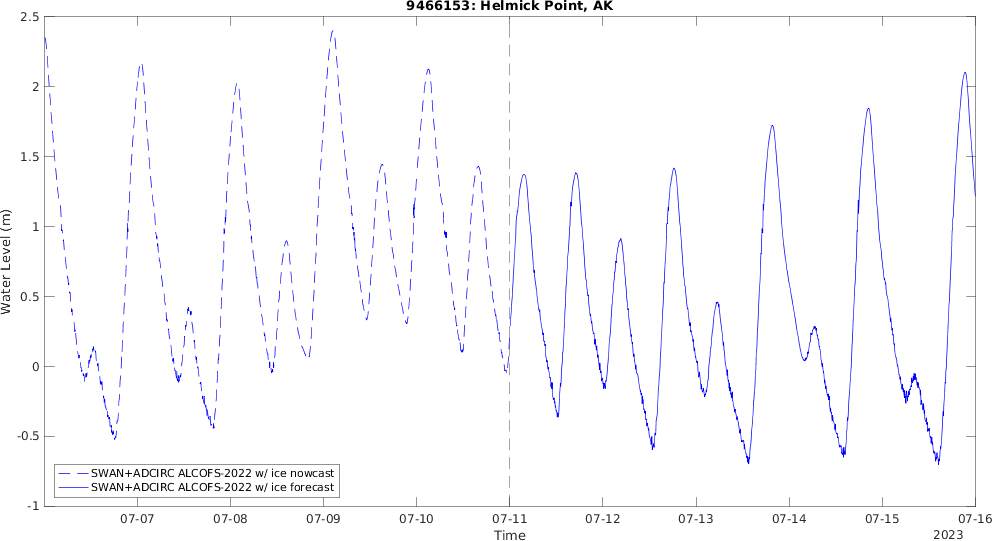 9466153: Helmick Point, AK
2.5
2
1.5
1
0.5
0
-0.5
-1
Water Level (m)
SWAN+ADCIRC ALCOFS-2022 w/ ice nowcast
SWAN+ADCIRC ALCOFS-2022 w/ ice forecast
07-07 07-08 07-09 07-10 07-11 07-12 07-13 07-14 07-15 07-16
Time
2023